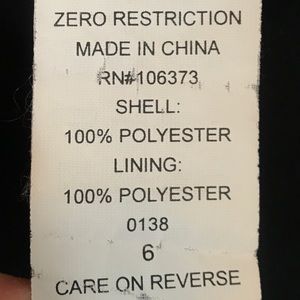 ZERO RESTRICTION
MADE IN CHINA
RN#106373
SHELL:
100% POLYESTER
LINING:
100% POLYESTER
0138
6
CARE ON REVERSE